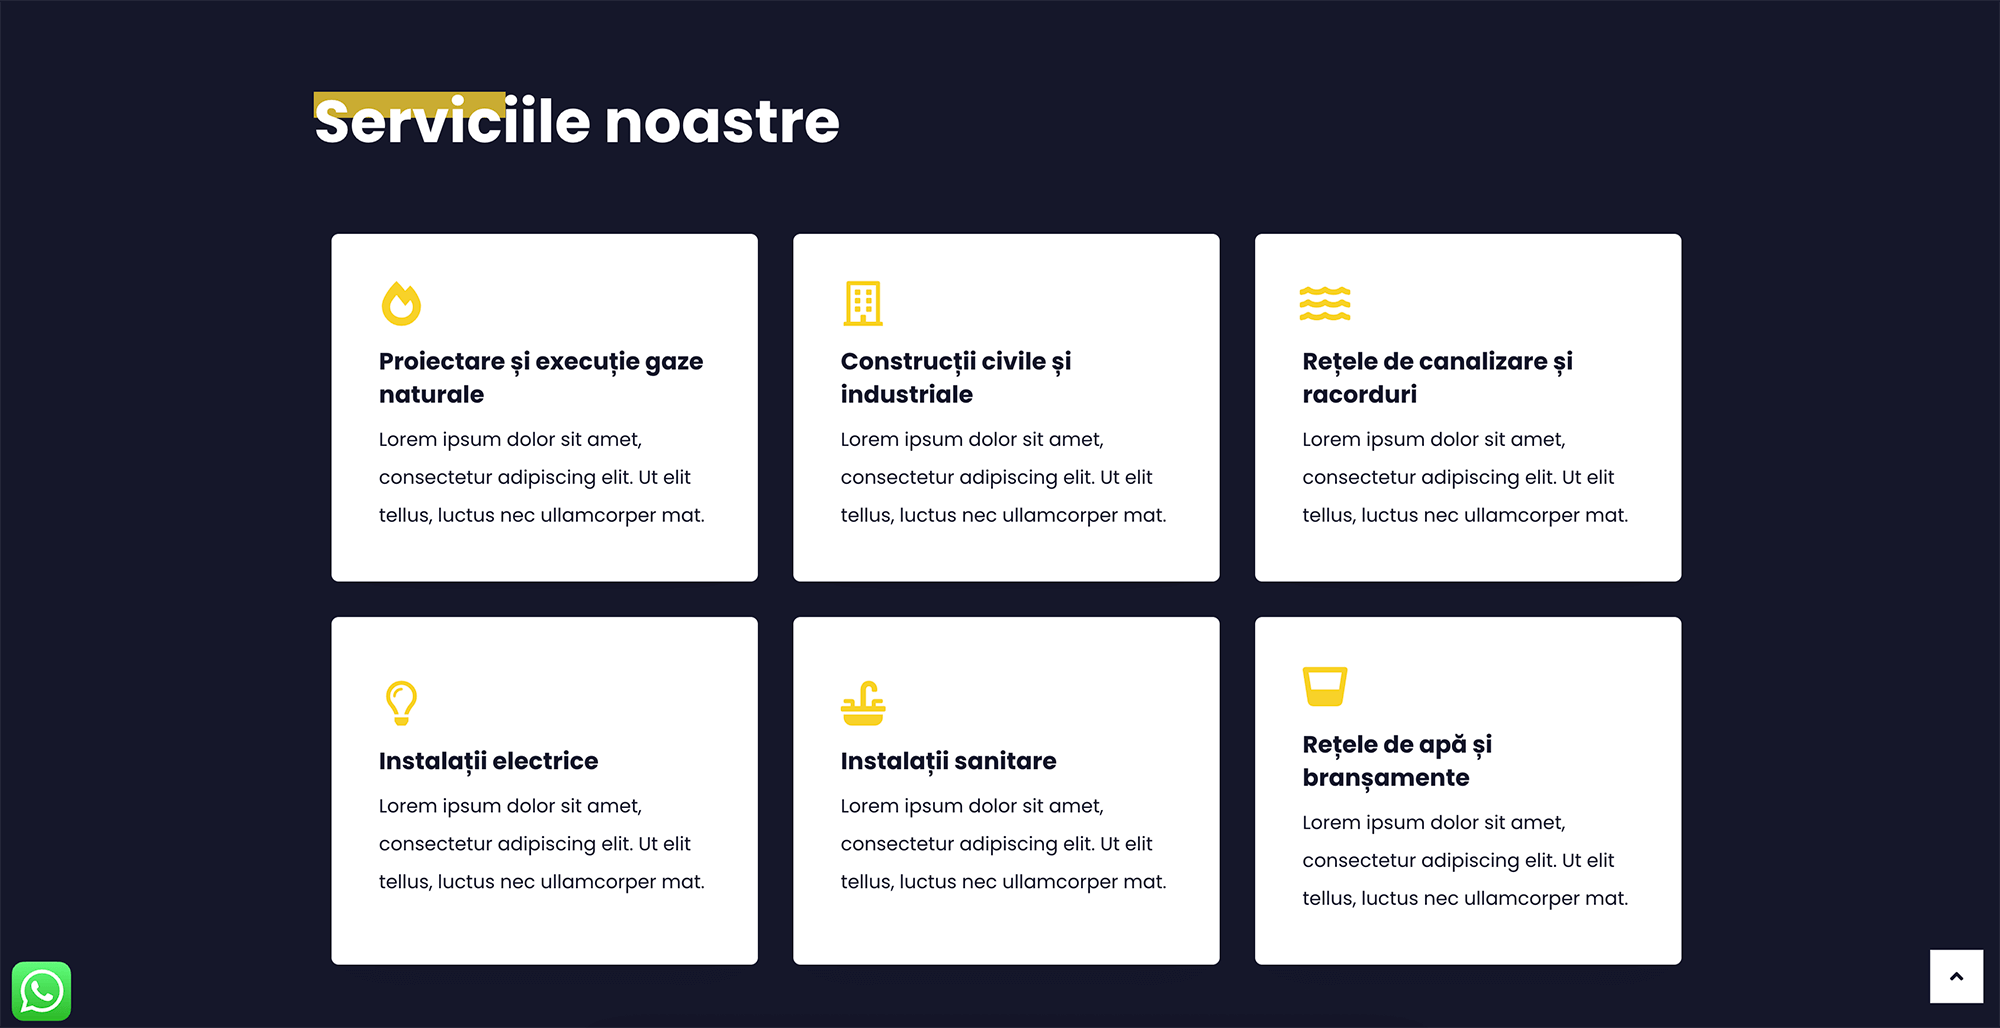 Serviciile noastre
Proiectare și execuție gaze
naturale
Lorem ipsum dolor sit amet,
consectetur adipiscing elit. Ut elit
tellus, luctus nec ullamcorper mat.
Construcții civile și
industriale
Lorem ipsum dolor sit amet,
consectetur adipiscing elit. Ut elit
tellus, luctus nec ullamcorper mat.
Rețele de canalizare și
racorduri
Lorem ipsum dolor sit amet,
consectetur adipiscing elit. Ut elit
tellus, luctus nec ullamcorper mat.
Instalații electrice
Lorem ipsum dolor sit amet,
consectetur adipiscing elit. Ut elit
tellus, luctus nec ullamcorper mat.
Instalații sanitare
Lorem ipsum dolor sit amet,
consectetur adipiscing elit. Ut elit
tellus, luctus nec ullamcorper mat.
Rețele de apă și
branșamente
Lorem ipsum dolor sit amet,
consectetur adipiscing elit. Ut elit
tellus, luctus nec ullamcorper mat.